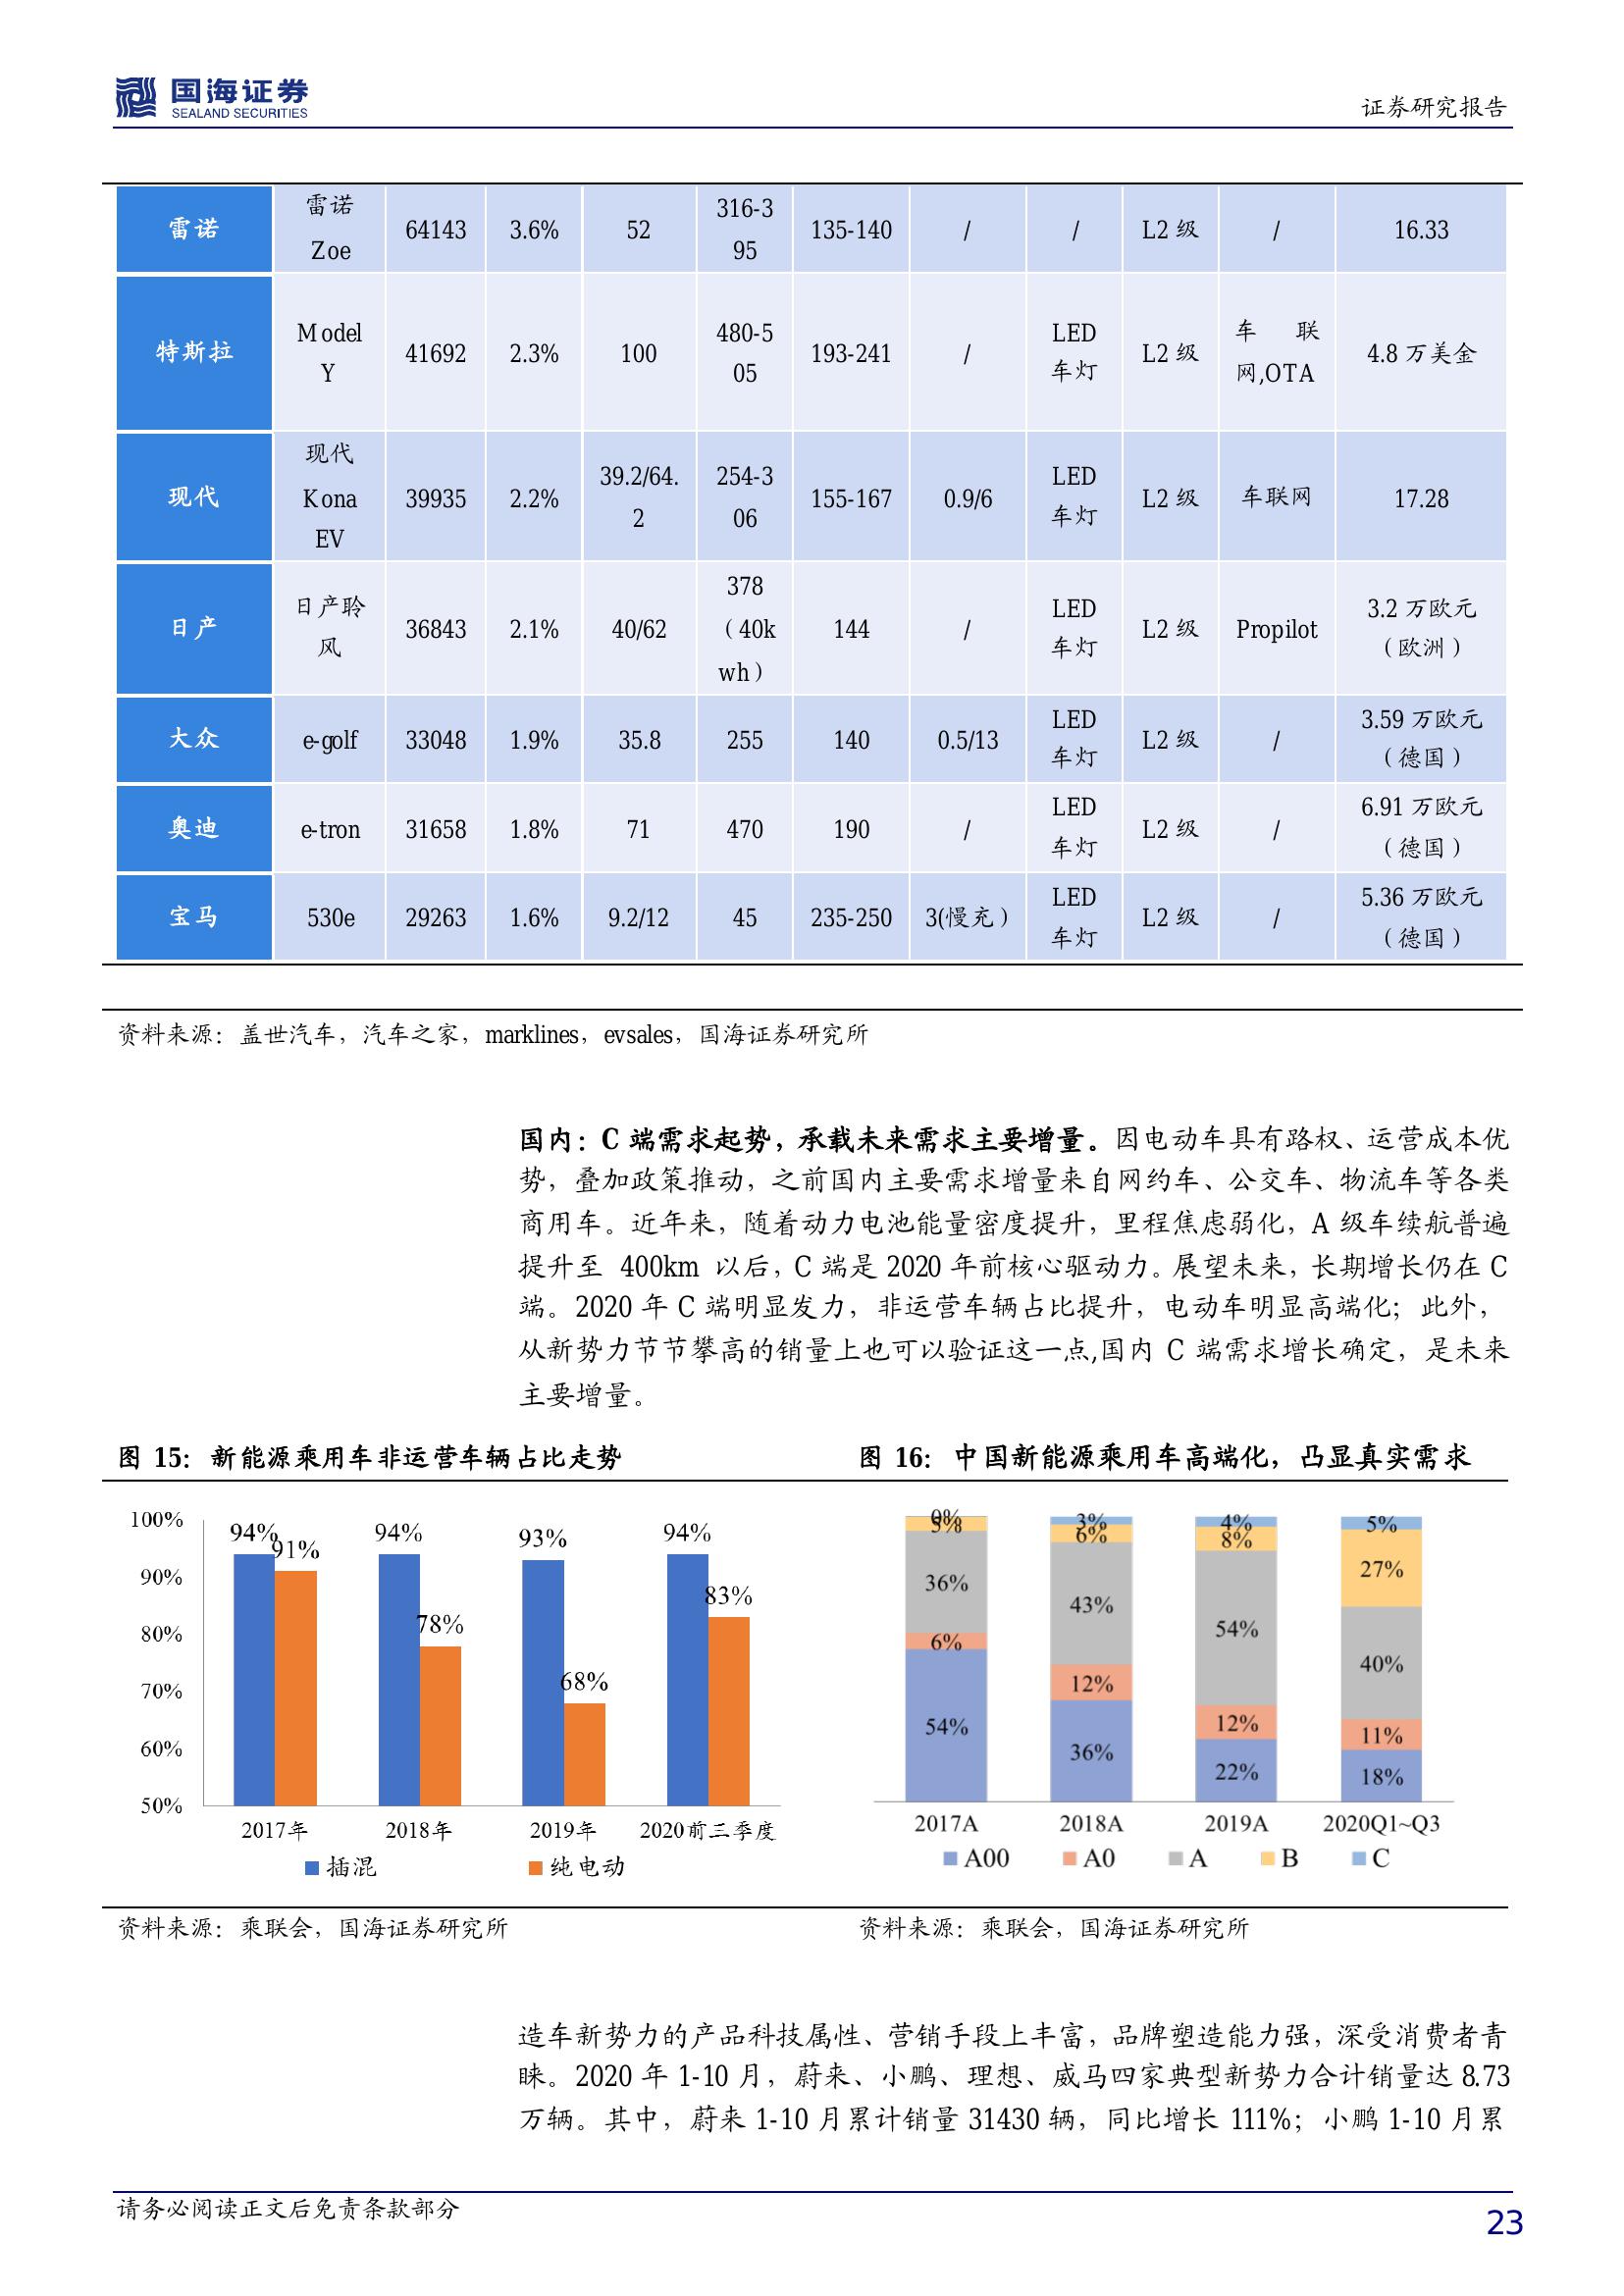 国海证券
SEALAND SECURITIES
证券研究报告
雷诺 雷诺 Zoe 64143 3.6% 52 316-395 135-140 / / L2 级 / 16.33
特斯拉 Model Y 41692 2.3% 100 480-505 193-241 / LED 车灯 L2 级 车联网,OTA 4.8 万美金
现代 现代 Kona EV 39935 2.2% 39.2/64.2 254-306 155-167 0.9/6 LED 车灯 L2 级 车联网 17.28
日产 日产聆风 36843 2.1% 40/62 378（40kwh） 144 / LED 车灯 L2 级 Propilot 3.2 万欧元（欧洲）
大众 e-golf 33048 1.9% 35.8 255 140 0.5/13 LED 车灯 L2 级 / 3.59 万欧元（德国）
奥迪 e-tron 31658 1.8% 71 470 190 / LED 车灯 L2 级 / 6.91 万欧元（德国）
宝马 530e 29263 1.6% 9.2/12 45 235-250 3(慢充） LED 车灯 L2 级 / 5.36 万欧元（德国）
资料来源：盖世汽车，汽车之家，marklines，evsales，国海证券研究所
国内：C 端需求起势，承载未来需求主要增量。因电动车具有路权、运营成本优
势，叠加政策推动，之前国内主要需求增量来自网约车、公交车、物流车等各类
商用车。近年来，随着动力电池能量密度提升，里程焦虑弱化，A 级车续航普遍
提升至 400km 以后，C 端是 2020 年前核心驱动力。展望未来，长期增长仍在 C
端。2020 年 C 端明显发力，非运营车辆占比提升，电动车明显高端化；此外，
从新势力节节攀高的销量上也可以验证这一点,国内 C 端需求增长确定，是未来
主要增量。
图 15：新能源乘用车非运营车辆占比走势
100%
90%
80%
70%
60%
50%
94% 91% 94% 78% 93% 68% 94% 83%
2017年 2018年 2019年 2020前三季度
插混 纯电动
资料来源：乘联会，国海证券研究所
图 16：中国新能源乘用车高端化，凸显真实需求
0% 3% 4% 5%
5% 6% 8% 27%
36% 43% 54% 40%
6% 12% 12% 11%
54% 36% 22% 18%
2017A 2018A 2019A 2020Q1~Q3
A00 A0 A B C
资料来源：乘联会，国海证券研究所
造车新势力的产品科技属性、营销手段上丰富，品牌塑造能力强，深受消费者青
睐。2020 年 1-10 月，蔚来、小鹏、理想、威马四家典型新势力合计销量达 8.73
万辆。其中，蔚来 1-10 月累计销量 31430 辆，同比增长 111%；小鹏 1-10 月累
请务必阅读正文后免责条款部分
23